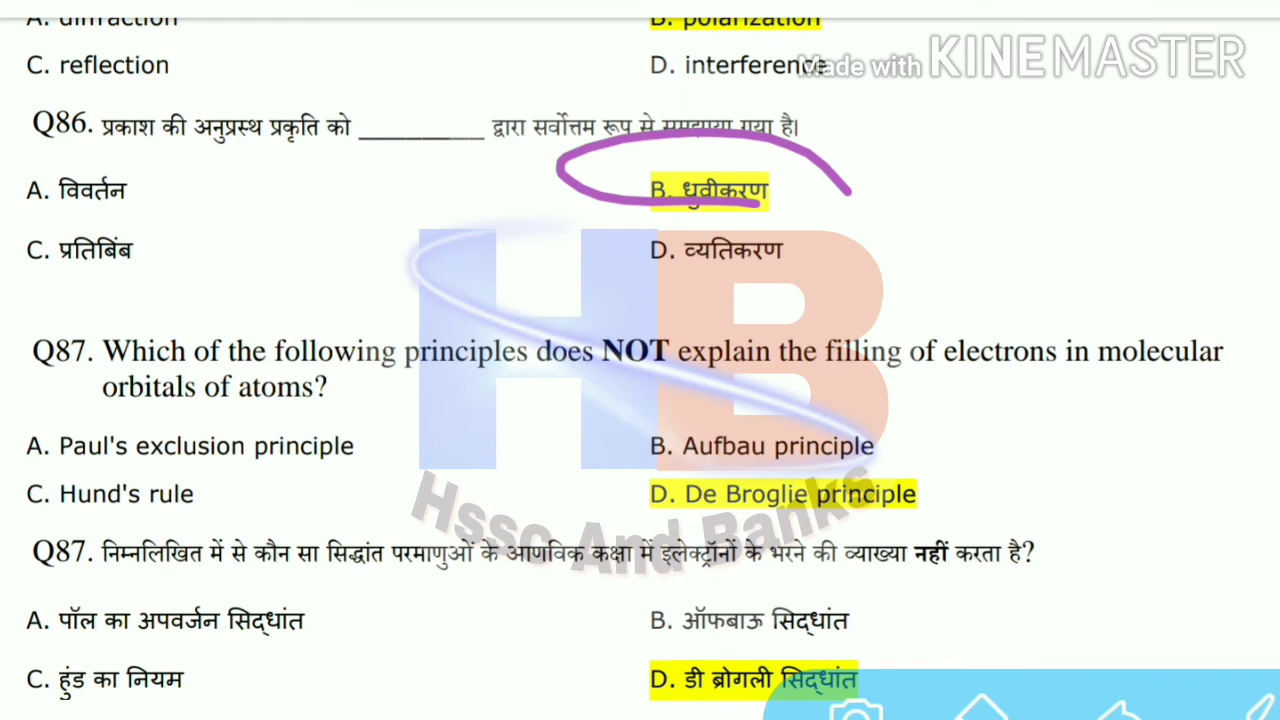 A. diffraction B. polarization
C. reflection D. interference
Made with KINEMASTER
Q86. प्रकाश की अनुप्रस्थ प्रकृति को __________ द्वारा सर्वोत्तम रूप से समझाया गया है।
A. विवर्तन B. ध्रुवीकरण
C. प्रतिबिंब D. व्यतिकरण
HB
Q87. Which of the following principles does NOT explain the filling of electrons in molecular
orbitals of atoms?
A. Paul's exclusion principle B. Aufbau principle
C. Hund's rule D. De Broglie principle
Hssc And Banks
Q87. निम्नलिखित में से कौन सा सिद्धांत परमाणुओं के आणविक कक्षा में इलेक्ट्रॉनों के भरने की व्याख्या नहीं करता है?
A. पॉल का अपवर्जन सिद्धांत B. ऑफबाऊ सिद्धांत
C. हुंड का नियम D. डी ब्रोगली सिद्धांत